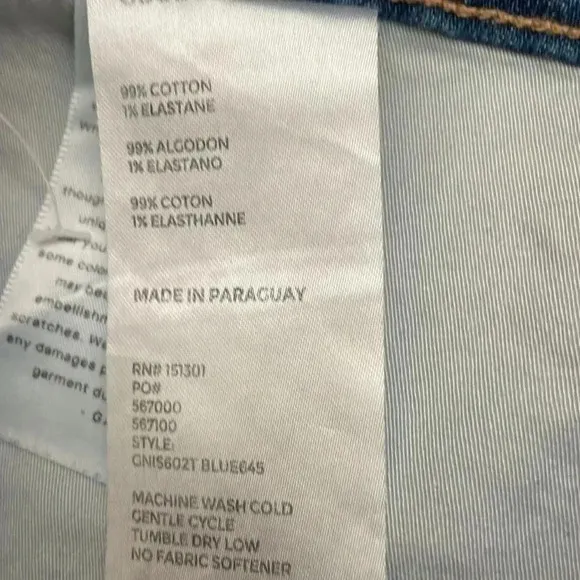 99% COTTON
1% ELASTANE
99% ALGODON
1% ELASTANO
99% COTON
1% ELASTHANNE
MADE IN PARAGUAY
RN# 151301
PO#
567000
567100
STYLE:
GNIS602T BLUE645
MACHINE WASH COLD
GENTLE CYCLE
TUMBLE DRY LOW
NO FABRIC SOFTENER
some
may
scratches.
any damages
garment